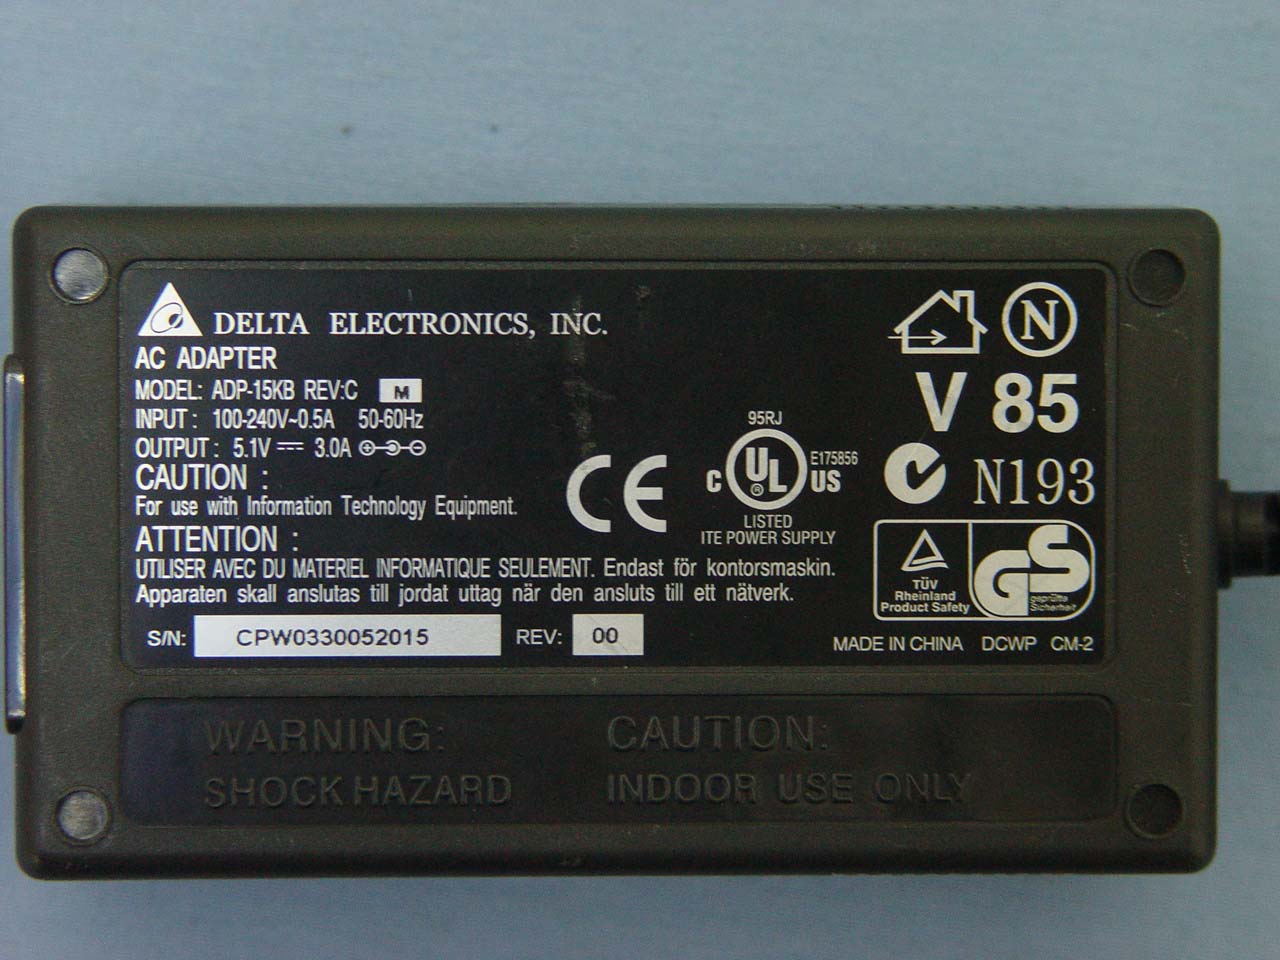 DELTA ELECTRONICS, INC.
AC ADAPTER
MODEL: ADP-15KB REV:C M
INPUT : 100-240V~0.5A 50-60Hz
OUTPUT : 5.1V 3.0A
CAUTION :
For use with Information Technology Equipment.
ATTENTION :
UTILISER AVEC DU MATERIEL INFORMATIQUE SEULEMENT. Endast för kontorsmaskin.
Apparaten skall anslutas till jordat uttag när den ansluts till ett nätverk.
S/N: CPW0330052015 REV: 00
CE
95RJ
C UL ® US E175856
LISTED
ITE POWER SUPPLY
N
V 85
N193
TÜV
Rheinland
Product Safety
GS
geprüfte
Sicherheit
MADE IN CHINA DCWP CM-2
WARNING:
SHOCK HAZARD
CAUTION:
INDOOR USE ONLY